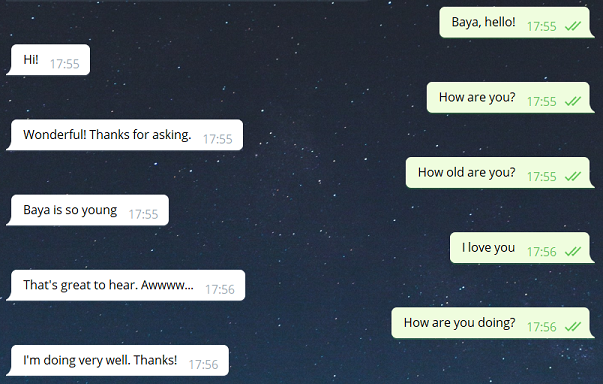 Baya, hello! 17:55
Hi! 17:55
How are you? 17:55
Wonderful! Thanks for asking. 17:55
How old are you? 17:55
Baya is so young 17:55
I love you 17:56
That's great to hear. Awwww... 17:56
How are you doing? 17:56
I'm doing very well. Thanks! 17:56